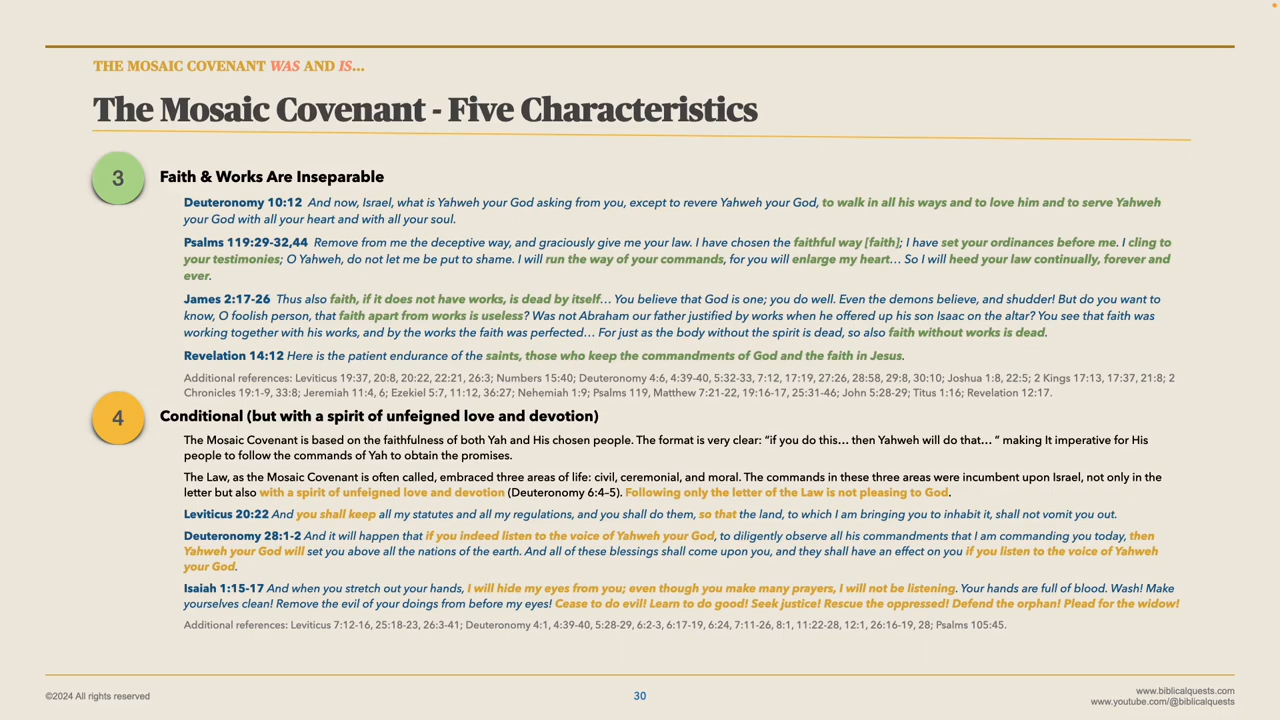 THE MOSAIC COVENANT WAS AND IS...
The Mosaic Covenant - Five Characteristics
3
Faith & Works Are Inseparable
Deuteronomy 10:12 And now, Israel, what is Yahweh your God asking from you, except to revere Yahweh your God, to walk in all his ways and to love him and to serve Yahweh
your God with all your heart and with all your soul.
Psalms 119:29-32,44 Remove from me the deceptive way, and graciously give me your law. I have chosen the faithful way [faith]; I have set your ordinances before me. I cling to
your testimonies; O Yahweh, do not let me be put to shame. I will run the way of your commands, for you will enlarge my heart… So I will heed your law continually, forever and
ever.
James 2:17-26 Thus also faith, if it does not have works, is dead by itself… You believe that God is one; you do well. Even the demons believe, and shudder! But do you want to
know, O foolish person, that faith apart from works is useless? Was not Abraham our father justified by works when he offered up his son Isaac on the altar? You see that faith was
working together with his works, and by the works the faith was perfected… For just as the body without the spirit is dead, so also faith without works is dead.
Revelation 14:12 Here is the patient endurance of the saints, those who keep the commandments of God and the faith in Jesus.
Additional references: Leviticus 19:37, 20:8, 20:22, 22:21, 26:3; Numbers 15:40; Deuteronomy 4:6, 4:39-40, 5:32-33, 7:12, 17:19, 27:26, 28:58, 29:8, 30:10; Joshua 1:8, 22:5; 2 Kings 17:13, 17:37, 21:8; 2
Chronicles 19:1-9, 33:8; Jeremiah 11:4, 6; Ezekiel 5:7, 11:12, 36:27; Nehemiah 1:9; Psalms 119, Matthew 7:21-22, 19:16-17, 25:31-46; John 5:28-29; Titus 1:16; Revelation 12:17.
4
Conditional (but with a spirit of unfeigned love and devotion)
The Mosaic Covenant is based on the faithfulness of both Yah and His chosen people. The format is very clear: “if you do this… then Yahweh will do that… ” making It imperative for His
people to follow the commands of Yah to obtain the promises.
The Law, as the Mosaic Covenant is often called, embraced three areas of life: civil, ceremonial, and moral. The commands in these three areas were incumbent upon Israel, not only in the
letter but also with a spirit of unfeigned love and devotion (Deuteronomy 6:4–5). Following only the letter of the Law is not pleasing to God.
Leviticus 20:22 And you shall keep all my statutes and all my regulations, and you shall do them, so that the land, to which I am bringing you to inhabit it, shall not vomit you out.
Deuteronomy 28:1-2 And it will happen that if you indeed listen to the voice of Yahweh your God, to diligently observe all his commandments that I am commanding you today, then
Yahweh your God will set you above all the nations of the earth. And all of these blessings shall come upon you, and they shall have an effect on you if you listen to the voice of Yahweh
your God.
Isaiah 1:15-17 And when you stretch out your hands, I will hide my eyes from you; even though you make many prayers, I will not be listening. Your hands are full of blood. Wash! Make
yourselves clean! Remove the evil of your doings from before my eyes! Cease to do evil! Learn to do good! Seek justice! Rescue the oppressed! Defend the orphan! Plead for the widow!
Additional references: Leviticus 7:12-16, 25:18-23, 26:3-41; Deuteronomy 4:1, 4:39-40, 5:28-29, 6:2-3, 6:17-19, 6:24, 7:11-26, 8:1, 11:22-28, 12:1, 26:16-19, 28; Psalms 105:45.
©2024 All rights reserved
30
www.biblicalquests.com
www.youtube.com/@biblicalquests